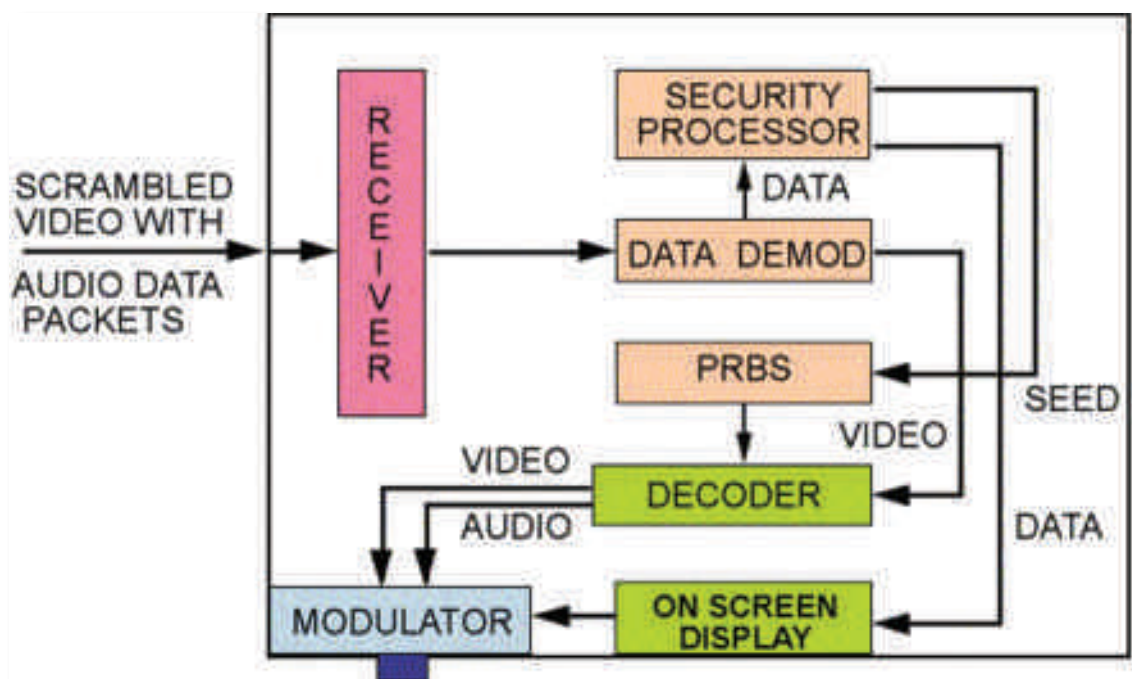 SCRAMBLED
VIDEO WITH
AUDIO DATA
PACKETS
RECEIVER
SECURITY
PROCESSOR
DATA
DATA DEMOD
PRBS
SEED
VIDEO
VIDEO
DECODER
AUDIO
DATA
MODULATOR
ON SCREEN
DISPLAY